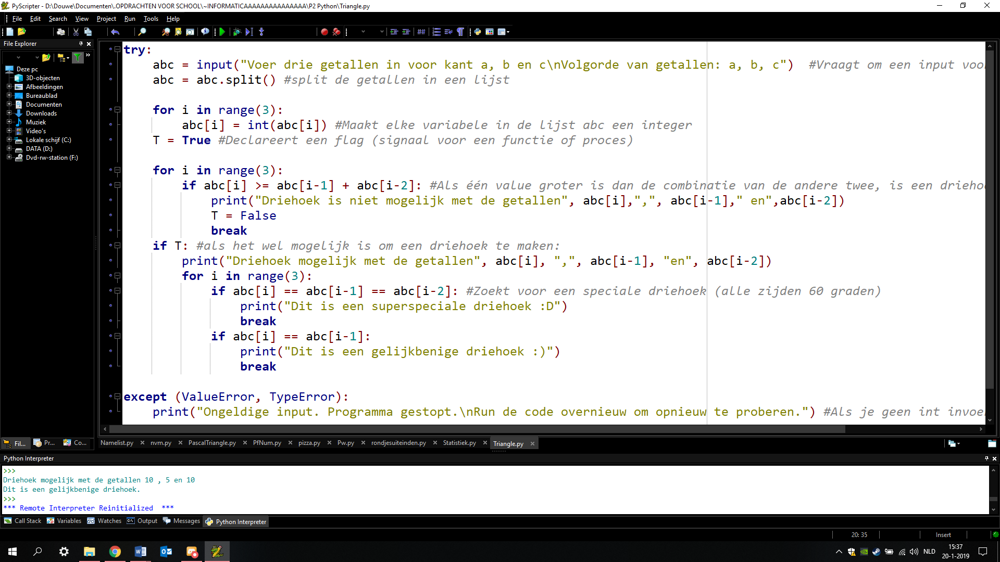 PyScripter - D:\Douwe\Documenten\.OPDRACHTEN VOOR SCHOOL\~INFORMATICAAAAAAAAAAAAAAA\P2 Python\Triangle.py
File Edit Search View Project Run Tools Help
File Explorer
Deze pc
3D-objecten
Afbeeldingen
Bureaublad
Documenten
Downloads
Muziek
Video's
Lokale schijf (C:)
DATA (D:)
Dvd-rw-station (F:)
Fil... Pr... Co...
try:
    abc = input("Voer drie getallen in voor kant a, b en c\nVolgorde van getallen: a, b, c")  #Vraagt om een input voo
    abc = abc.split() #split de getallen in een lijst
    for i in range(3):
        abc[i] = int(abc[i]) #Maakt elke variabele in de lijst abc een integer
    T = True #Declareert een flag (signaal voor een functie of proces)
    for i in range(3):
        if abc[i] >= abc[i-1] + abc[i-2]: #Als één value groter is dan de combinatie van de andere twee, is een drieho
            print("Driehoek is niet mogelijk met de getallen", abc[i],",", abc[i-1]," en",abc[i-2])
            T = False
            break
    if T: #als het wel mogelijk is om een driehoek te maken:
        print("Driehoek mogelijk met de getallen", abc[i], ",", abc[i-1], "en", abc[i-2])
        for i in range(3):
            if abc[i] == abc[i-1] == abc[i-2]: #Zoekt voor een speciale driehoek (alle zijden 60 graden)
                print("Dit is een superspeciale driehoek :D")
                break
            if abc[i] == abc[i-1]:
                print("Dit is een gelijkbenige driehoek :)")
                break
except (ValueError, TypeError):
    print("Ongeldige input. Programma gestopt.\nRun de code overnieuw om opnieuw te proberen.") #Als je geen int invoe
Namelist.py nvm.py PascalTriangle.py PfNum.py pizza.py Pw.py rondjesuiteinden.py Statistiek.py Triangle.py
Python Interpreter
>>>
Driehoek mogelijk met de getallen 10 , 5 en 10
Dit is een gelijkbenige driehoek.
>>>
*** Remote Interpreter Reinitialized  ***
Call Stack Variables Watches Output Messages Python Interpreter
20: 35 Insert
NLD 15:37
20-1-2019